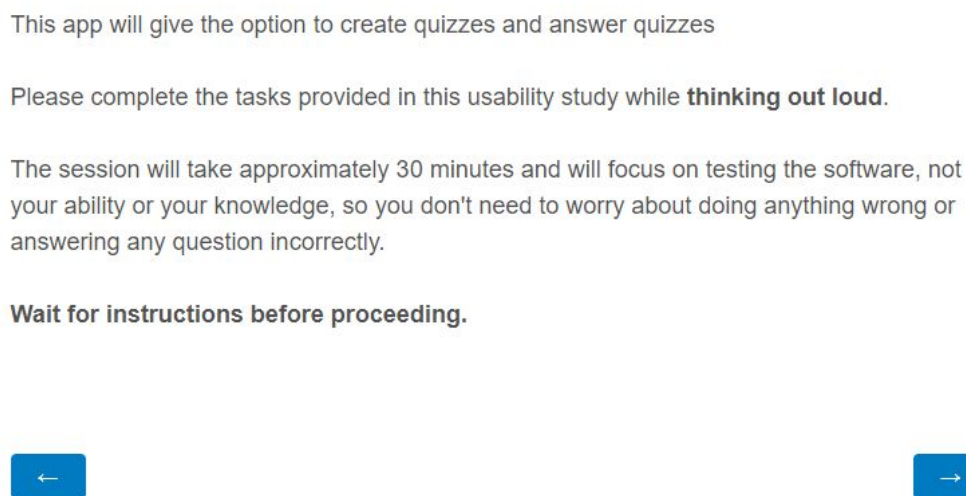 This app will give the option to create quizzes and answer quizzes
Please complete the tasks provided in this usability study while thinking out loud.
The session will take approximately 30 minutes and will focus on testing the software, not
your ability or your knowledge, so you don't need to worry about doing anything wrong or
answering any question incorrectly.
Wait for instructions before proceeding.
← →